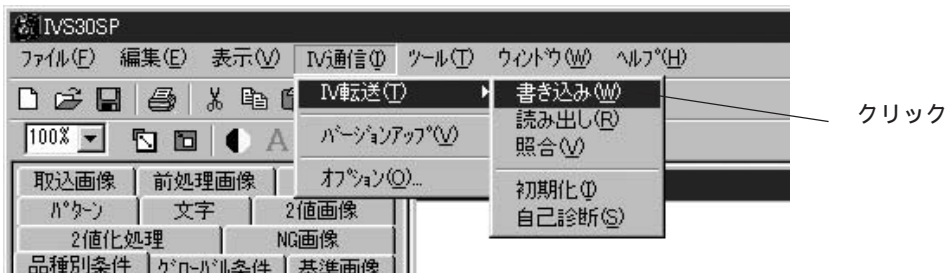 IVS30SP
ファイル(F) 編集(E) 表示(V) IV通信(I) ツール(T) ウィンドウ(W) ヘルプ(H)
IV転送(T)
バージョンアップ(V)
オプション(O)...
書き込み(W)
読み出し(R)
照合(V)
初期化(I)
自己診断(S)
クリック
100%
A
取込画像 前処理画像
パターン 文字 2値画像
2値化処理 NG画像
品種別条件 グローバル条件 基準画像